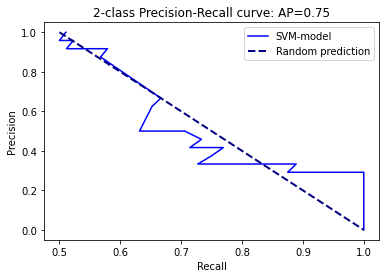 2-class Precision-Recall curve: AP=0.75
SVM-model
Random prediction
Precision
1.0
0.8
0.6
0.4
0.2
0.0
0.5 0.6 0.7 0.8 0.9 1.0
Recall